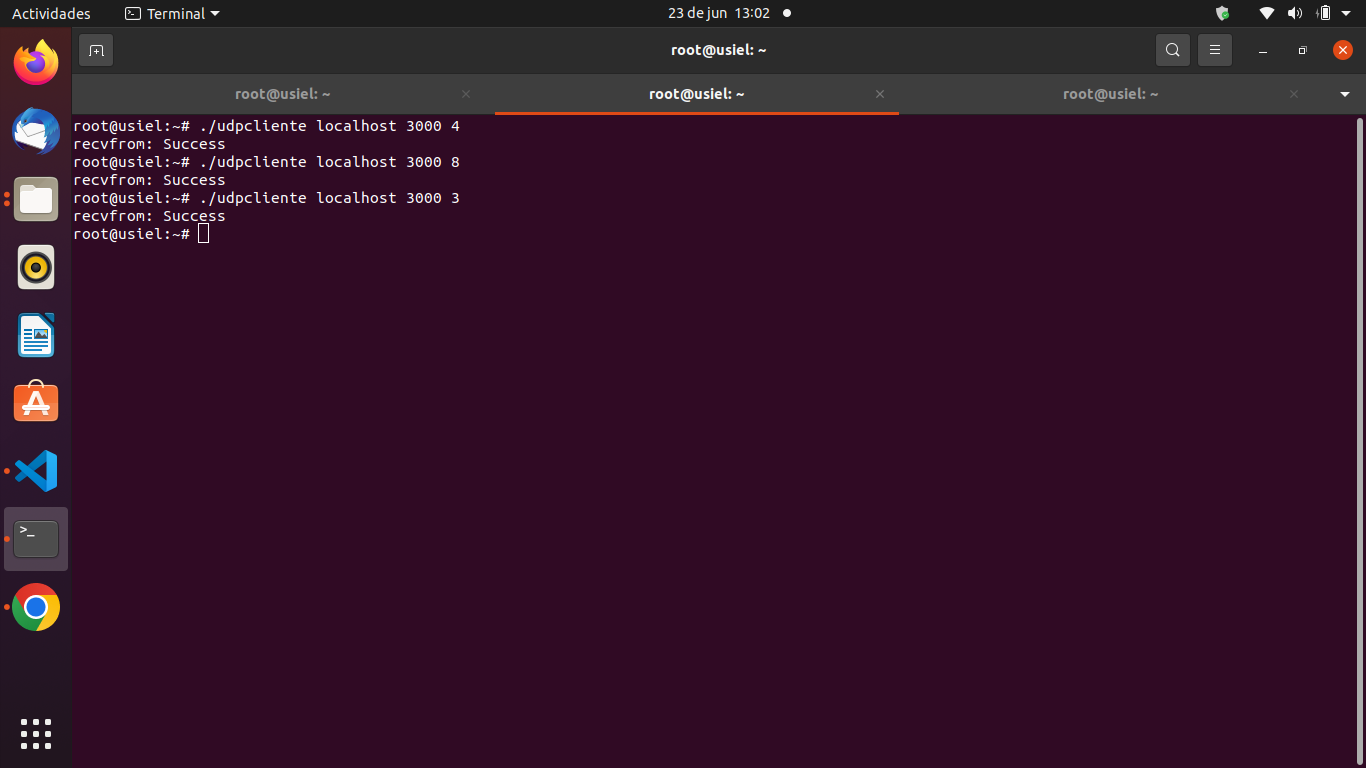 Actividades
Terminal
23 de jun 13:02
root@usiel: ~
root@usiel: ~
root@usiel: ~
root@usiel: ~
root@usiel:~# ./udpcliente localhost 3000 4
recvfrom: Success
root@usiel:~# ./udpcliente localhost 3000 8
recvfrom: Success
root@usiel:~# ./udpcliente localhost 3000 3
recvfrom: Success
root@usiel:~#